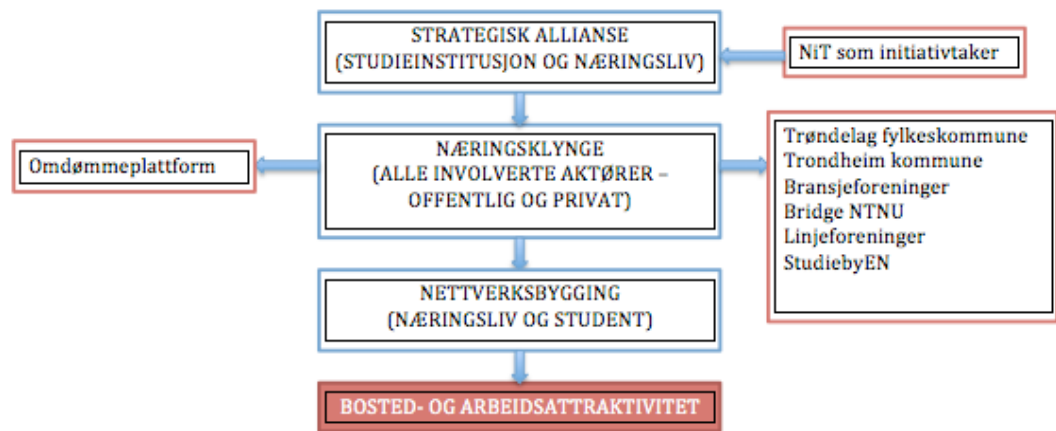 STRATEGISK ALLIANSE
(STUDIEINSTITUSJON OG NÆRINGSLIV)
NiT som initiativtaker
Omdømmeplattform
NÆRINGSKLYNGE
(ALLE INVOLVERTE AKTØRER –
OFFENTLIG OG PRIVAT)
Trøndelag fylkeskommune
Trondheim kommune
Bransjeforeninger
Bridge NTNU
Linjeforeninger
StudiebyEN
NETTVERKSBYGGING
(NÆRINGSLIV OG STUDENT)
BOSTED- OG ARBEIDSATTRAKTIVITET